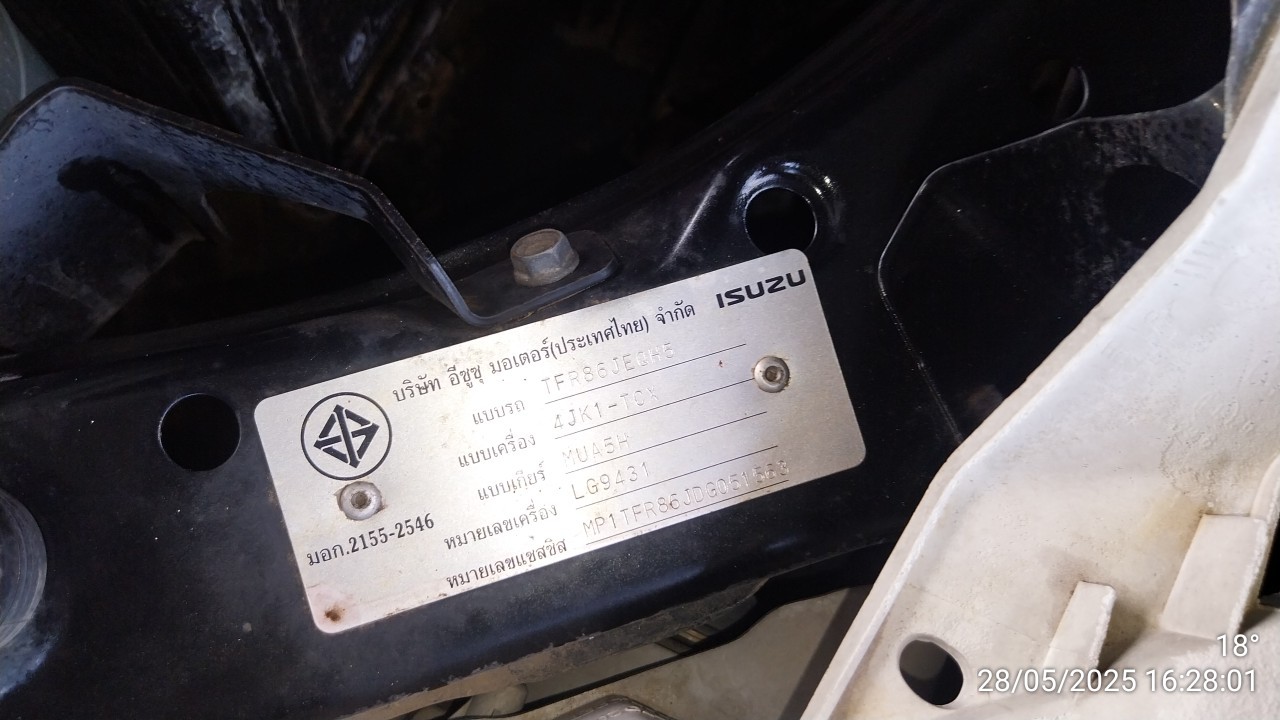 ISUZU
บริษัท อีซูซุ มอเตอร์(ประเทศไทย) จำกัด
แบบรถ TFR86JEGH5
แบบเครื่อง 4JK1-TCX
แบบเกียร์ MUA5H
หมายเลขเครื่อง LG9431
มอก.2155-2546
หมายเลขแชสซีส MP1TFR86JDG051563
18°
28/05/2025 16:28:01